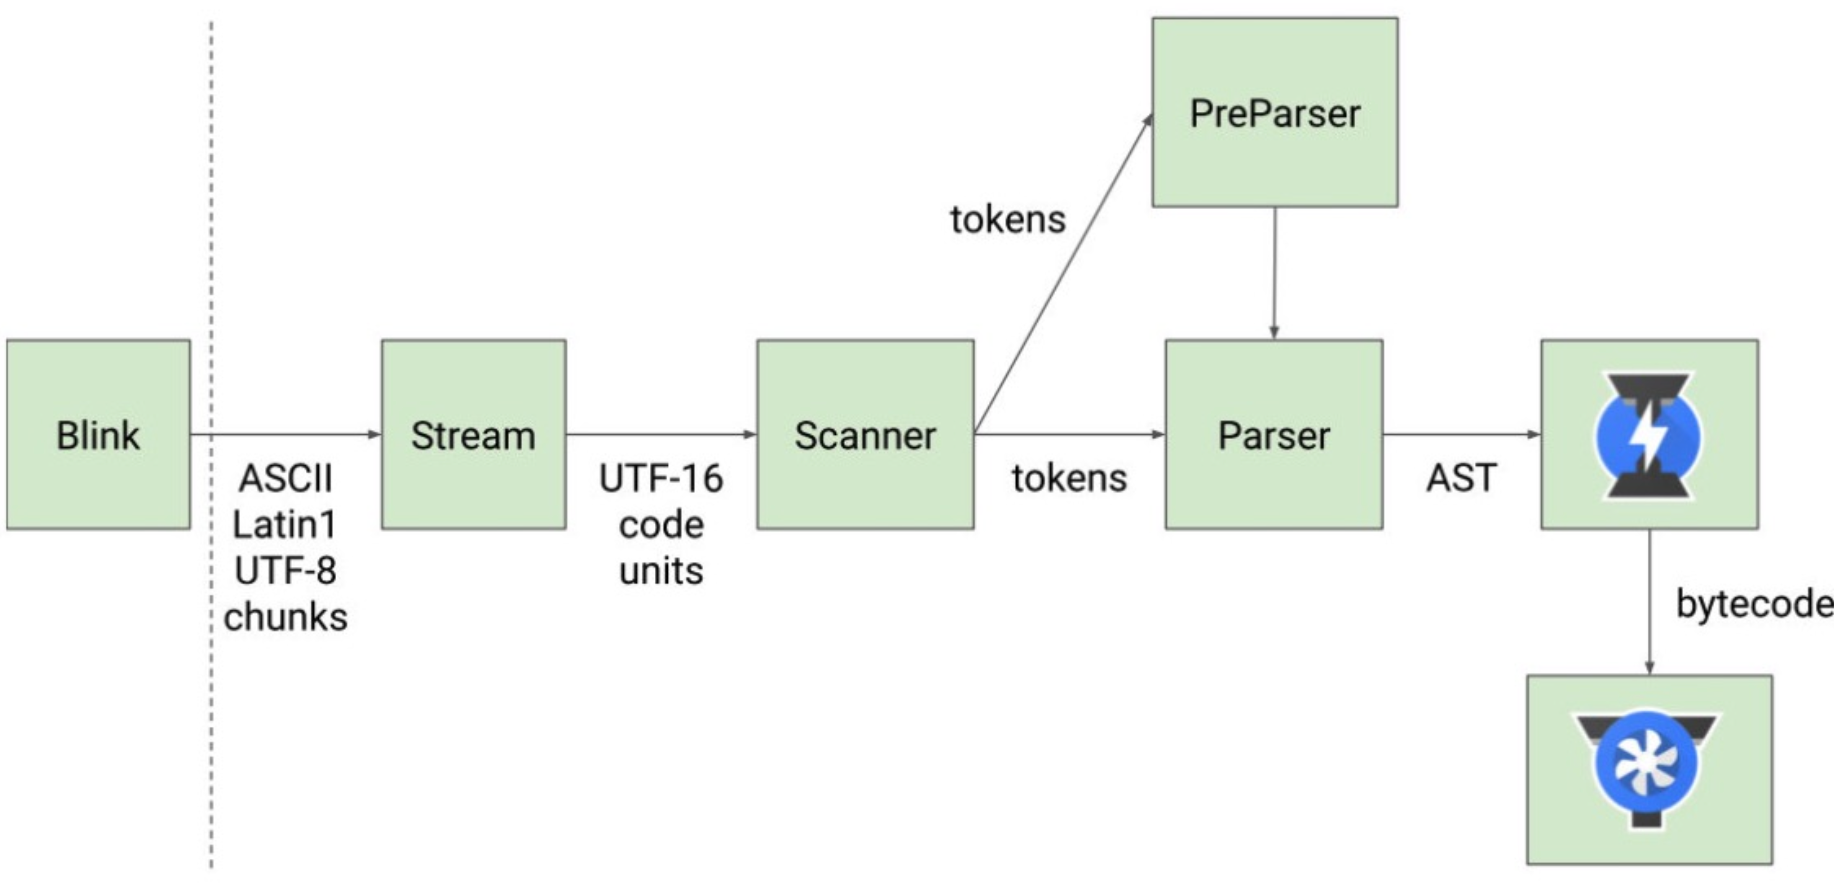 PreParser
tokens
Blink
Stream
Scanner
Parser
ASCII
Latin1
UTF-8
chunks
UTF-16
code
units
tokens
AST
bytecode